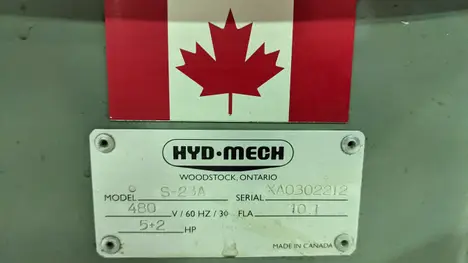 HYD·MECH
WOODSTOCK, ONTARIO
MODEL S-23A SERIAL XA0302212
480 V / 60 HZ / 30 FLA 10.1
5+2 HP
MADE IN CANADA